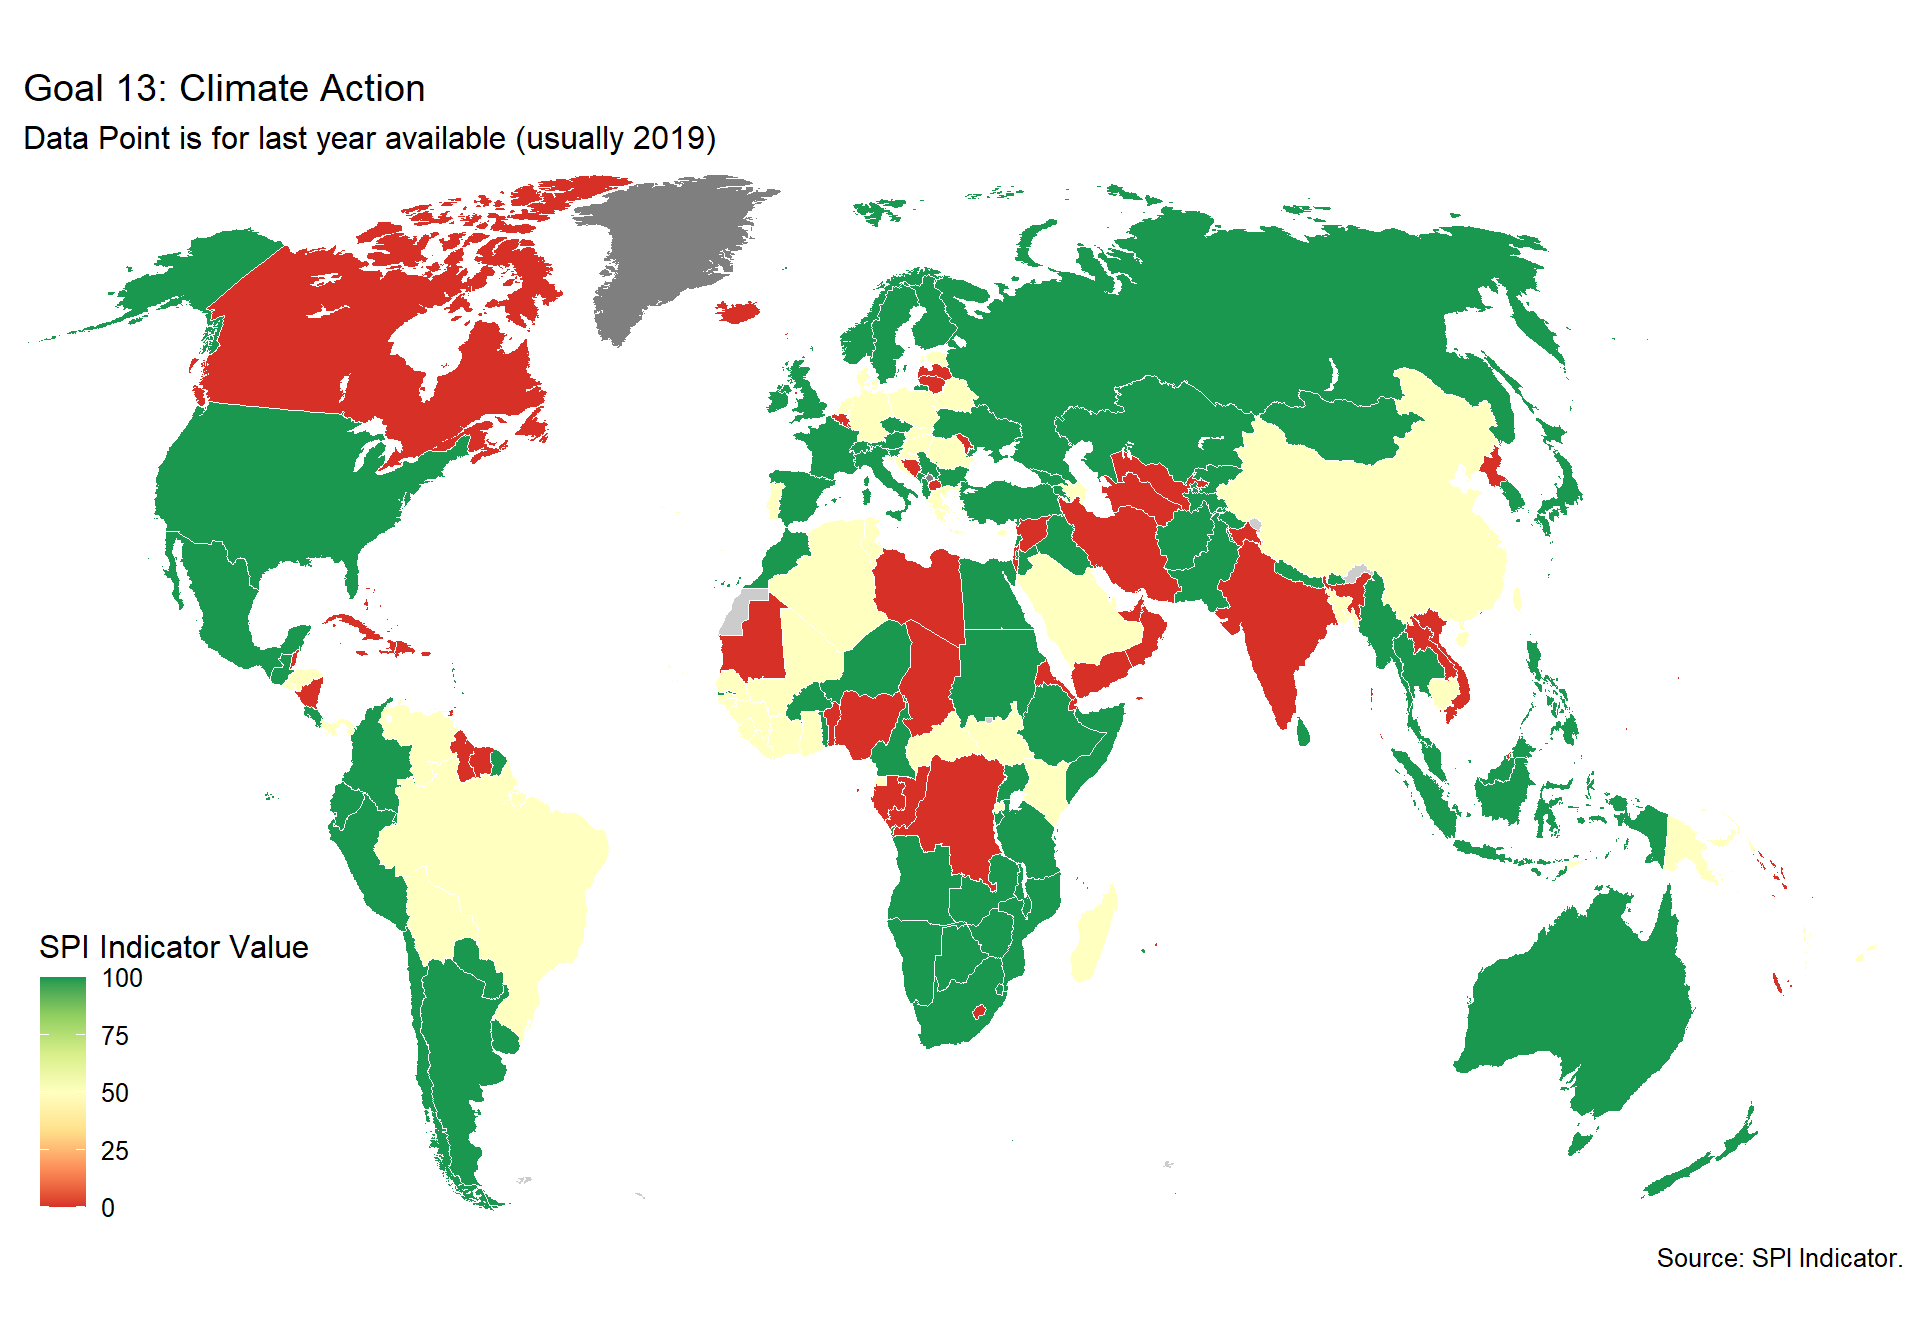 Goal 13: Climate Action
Data Point is for last year available (usually 2019)
SPI Indicator Value
100
75
50
25
0
Source: SPI Indicator.